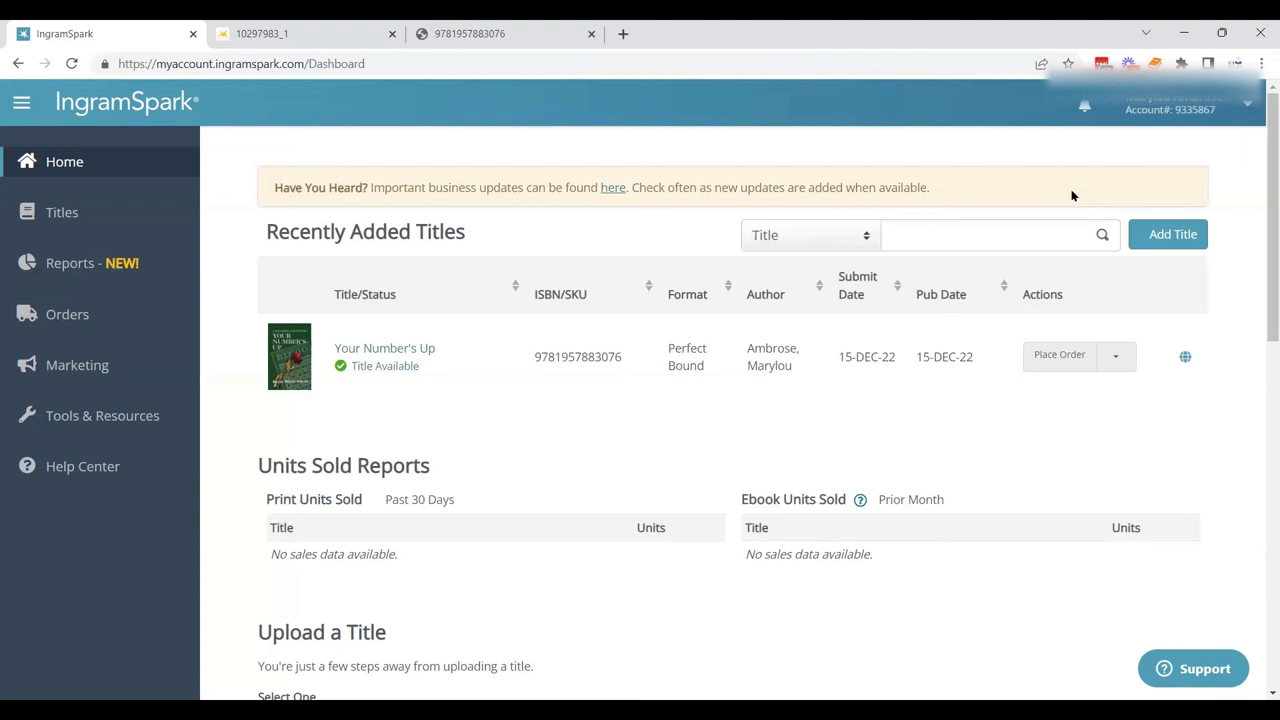 IngramSpark
10297983_1
9781957883076
https://myaccount.ingramspark.com/Dashboard
IngramSpark®
Account#: 9335867
Home
Titles
Reports - NEW!
Orders
Marketing
Tools & Resources
Help Center
Have You Heard? Important business updates can be found here. Check often as new updates are added when available.
Recently Added Titles
Title
Add Title
Title/Status
ISBN/SKU
Format
Author
Submit Date
Pub Date
Actions
YOUR NUMBER'S UP
Your Number's Up
Title Available
9781957883076
Perfect Bound
Ambrose, Marylou
15-DEC-22
15-DEC-22
Place Order
Units Sold Reports
Print Units Sold Past 30 Days
Title Units
No sales data available.
Ebook Units Sold Prior Month
Title Units
No sales data available.
Upload a Title
You're just a few steps away from uploading a title.
Select One
Support